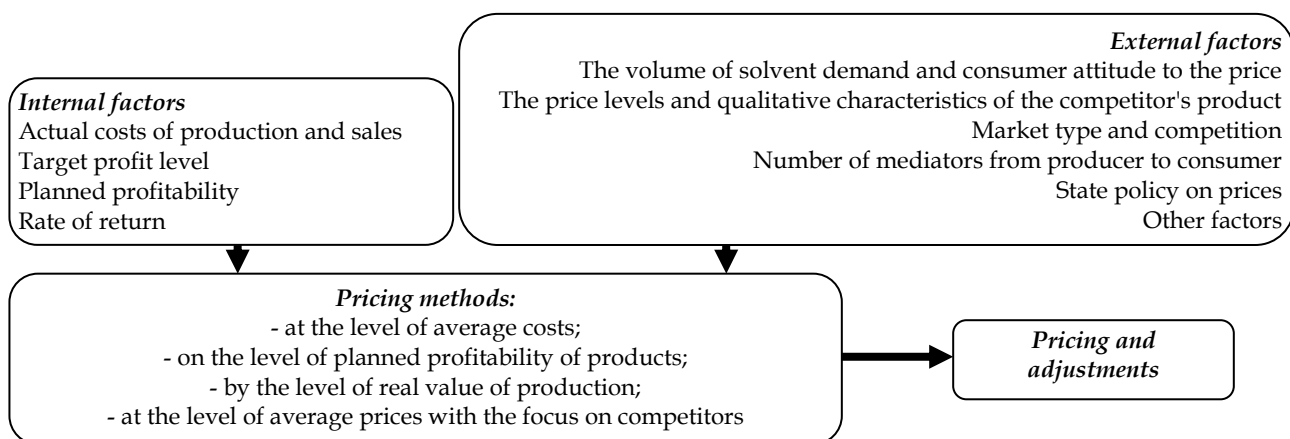 Internal factors
Actual costs of production and sales
Target profit level
Planned profitability
Rate of return
External factors
The volume of solvent demand and consumer attitude to the price
The price levels and qualitative characteristics of the competitor's product
Market type and competition
Number of mediators from producer to consumer
State policy on prices
Other factors
Pricing methods:
- at the level of average costs;
- on the level of planned profitability of products;
- by the level of real value of production;
- at the level of average prices with the focus on competitors
Pricing and
adjustments